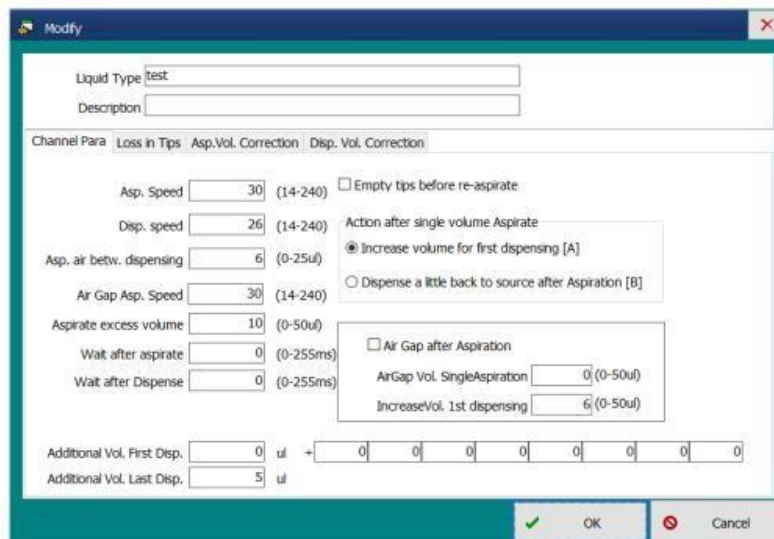 Modify
Liquid Type test
Description
Channel Para Loss in Tips Asp.Vol. Correction Disp. Vol. Correction
Asp. Speed 30 (14-240)
Empty tips before re-aspirate
Disp. speed 26 (14-240)
Action after single volume Aspirate
Increase volume for first dispensing [A]
Asp. air betw. dispensing 6 (0-25ul)
Dispense a little back to source after Aspiration [B]
Air Gap Asp. Speed 30 (14-240)
Aspirate excess volume 10 (0-50ul)
Air Gap after Aspiration
Wait after aspirate 0 (0-255ms)
AirGap Vol. SingleAspiration 0 (0-50ul)
Wait after Dispense 0 (0-255ms)
IncreaseVol. 1st dispensing 6 (0-50ul)
Additional Vol. First Disp. 0 ul + 0 0 0 0 0 0 0 0
Additional Vol. Last Disp. 5 ul
OK Cancel